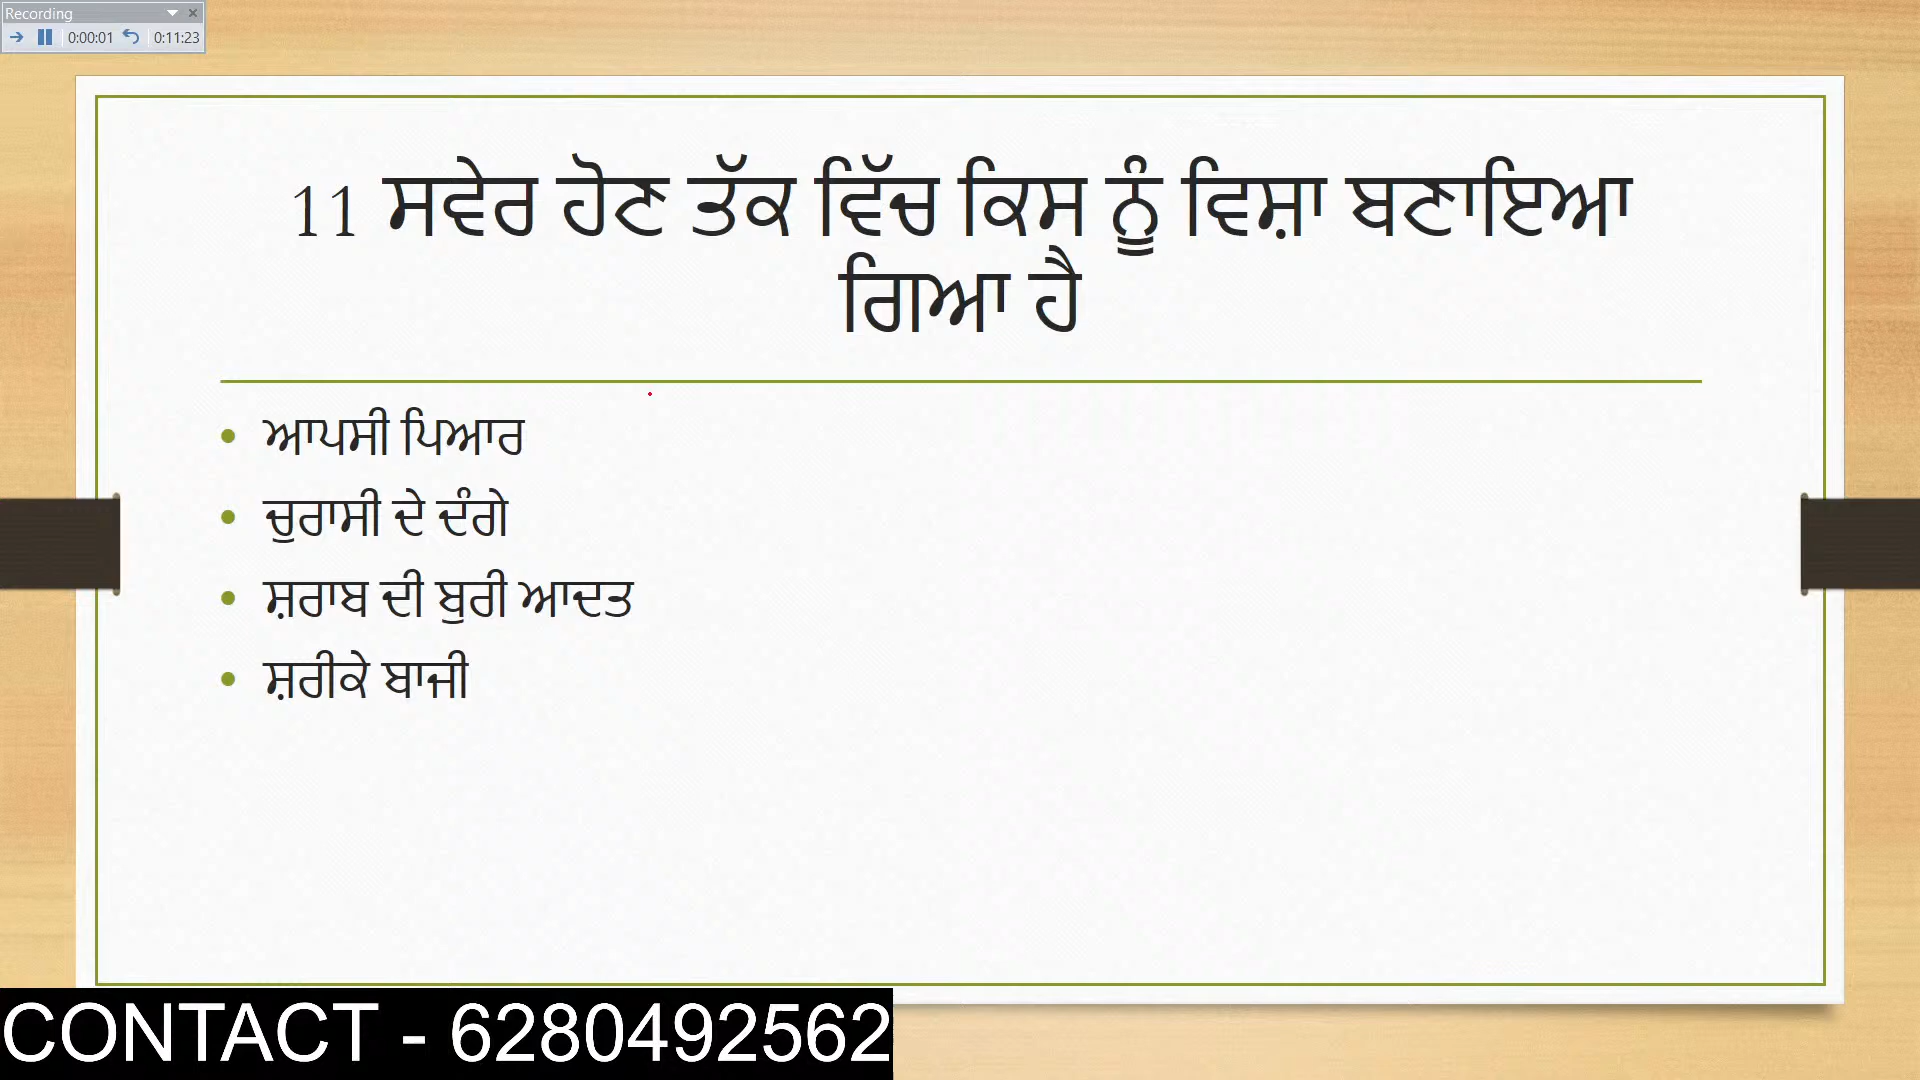 Recording
0:00:01 0:11:23
11 ਸਵੇਰ ਹੋਣ ਤੱਕ ਵਿੱਚ ਕਿਸ ਨੂੰ ਵਿਸ਼ਾ ਬਣਾਇਆ
ਗਿਆ ਹੈ
• ਆਪਸੀ ਪਿਆਰ
• ਚੁਰਾਸੀ ਦੇ ਦੰਗੇ
• ਸ਼ਰਾਬ ਦੀ ਬੁਰੀ ਆਦਤ
• ਸ਼ਰੀਕੇ ਬਾਜੀ
CONTACT - 6280492562